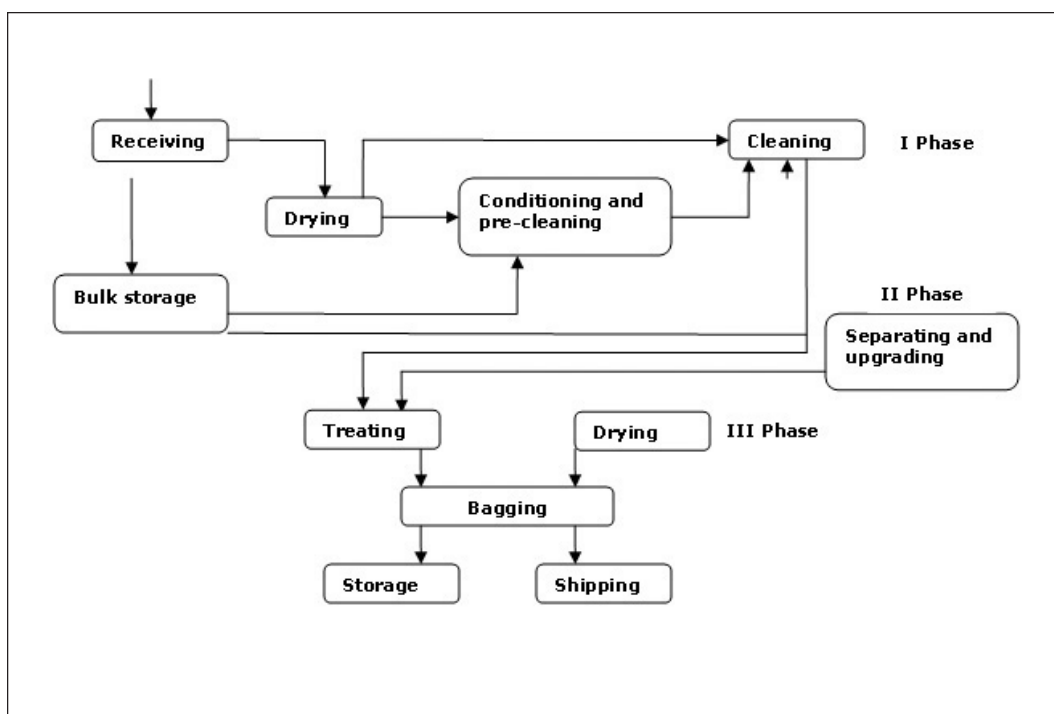 Receiving
Cleaning
I Phase
Drying
Conditioning and
pre-cleaning
Bulk storage
II Phase
Separating and
upgrading
Treating
Drying
III Phase
Bagging
Storage
Shipping